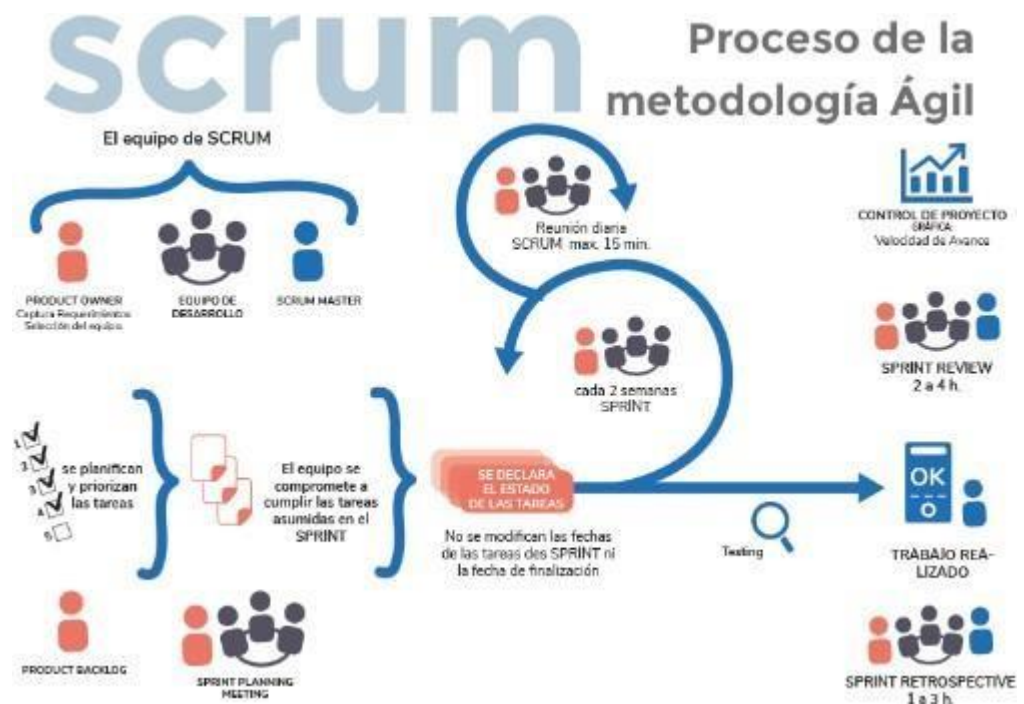 scrum
Proceso de la
metodología Ágil
El equipo de SCRUM
PRODUCT OWNER
Captura Requerimientos
Selección del equipo.
EQUIPO DE
DESARROLLO
SCRUM MASTER
Reunión diaria
SCRUM max. 15 min.
CONTROL DE PROYECTO
GRÁFICA:
Velocidad de Avance
cada 2 semanas
SPRINT
SPRINT REVIEW
2 a 4 h.
1
2
3
4
5
se planifican
y priorizan
las tareas
El equipo se
compromete a
cumplir las tareas
asumidas en el
SPRINT
SE DECLARA
EL ESTADO
DE LAS TAREAS
No se modifican las fechas
de las tareas des SPRINT ni
la fecha de finalización
Testing
OK
TRABAJO REA-
LIZADO
PRODUCT BACKLOG
SPRINT PLANNING
MEETING
SPRINT RETROSPECTIVE
1 a 3 h.